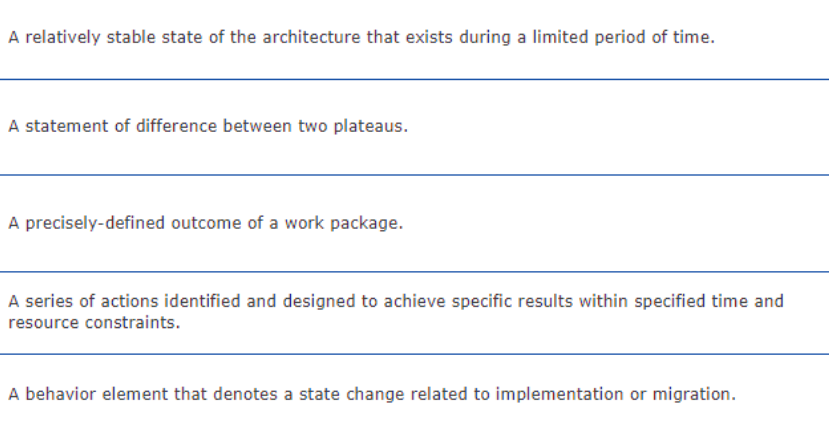 A relatively stable state of the architecture that exists during a limited period of time.
A statement of difference between two plateaus.
A precisely-defined outcome of a work package.
A series of actions identified and designed to achieve specific results within specified time and
resource constraints.
A behavior element that denotes a state change related to implementation or migration.